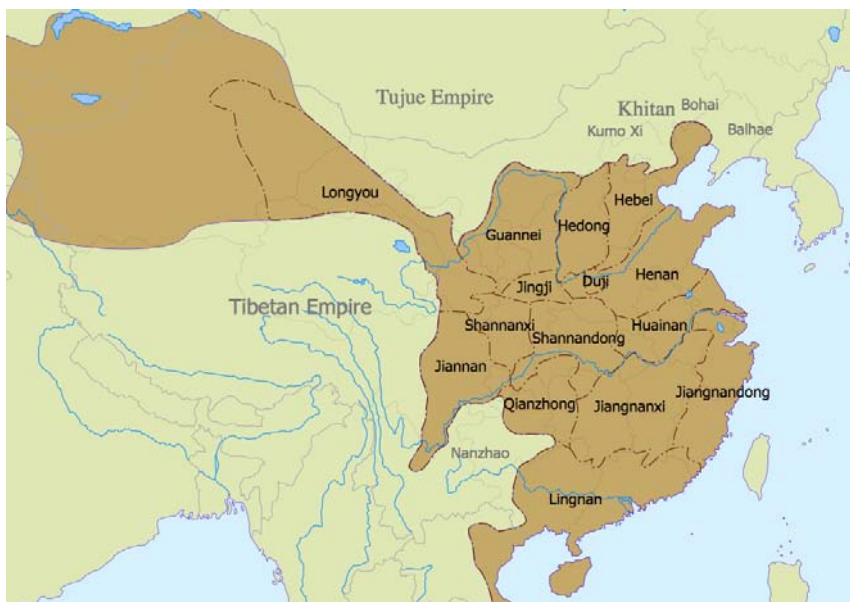 Tujue Empire
Khitan
Bohai
Kumo Xi
Balhae
Longyou
Hebei
Hedong
Guannei
Henan
Duji
Jingji
Tibetan Empire
Shannanxi
Shannandong
Huainan
Jiannan
Qianzhong
Jiangnanxi
Jiangnandong
Nanzhao
Lingnan